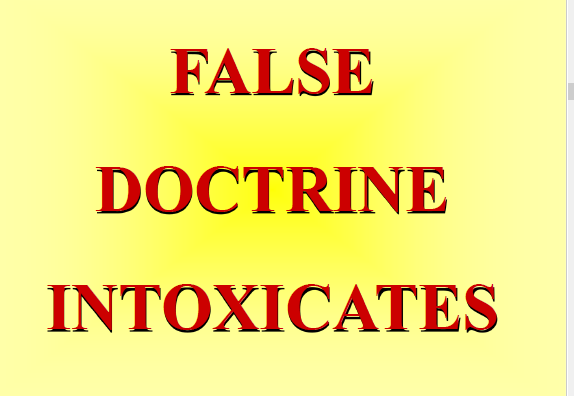 FALSE
DOCTRINE
INTOXICATES